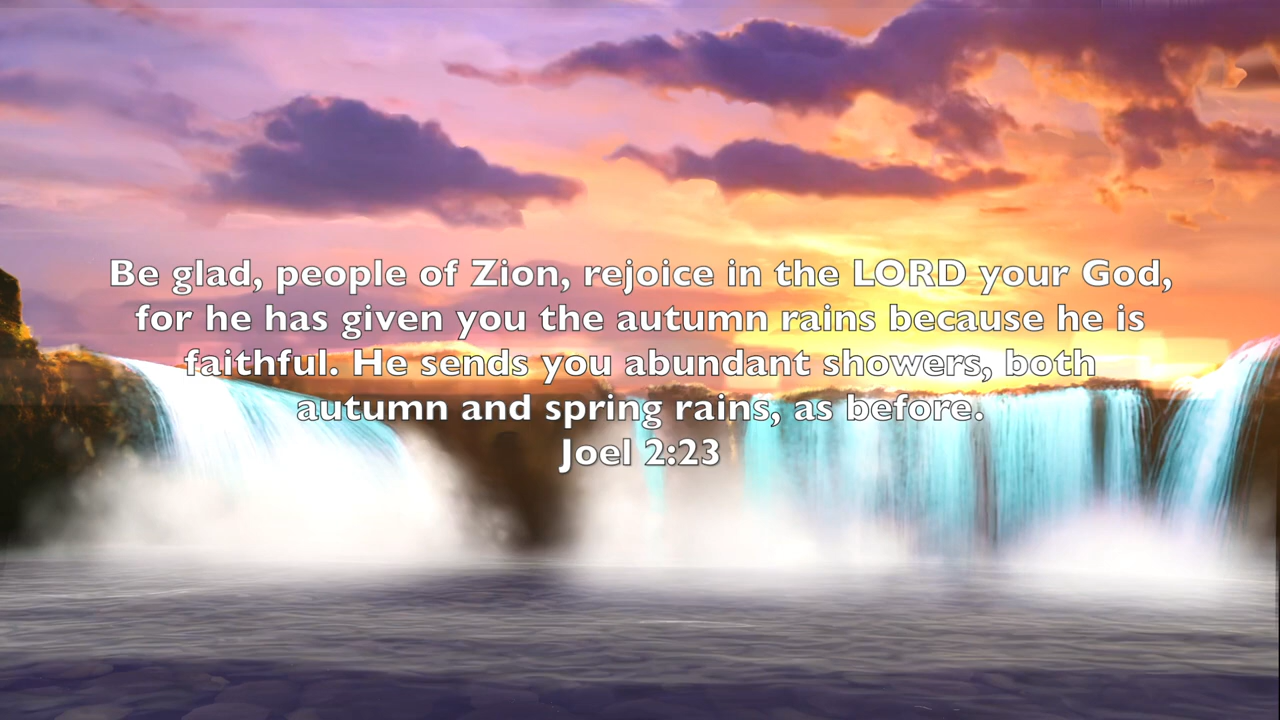 Be glad, people of Zion, rejoice in the LORD your God,
for he has given you the autumn rains because he is
faithful. He sends you abundant showers, both
autumn and spring rains, as before.
Joel 2:23